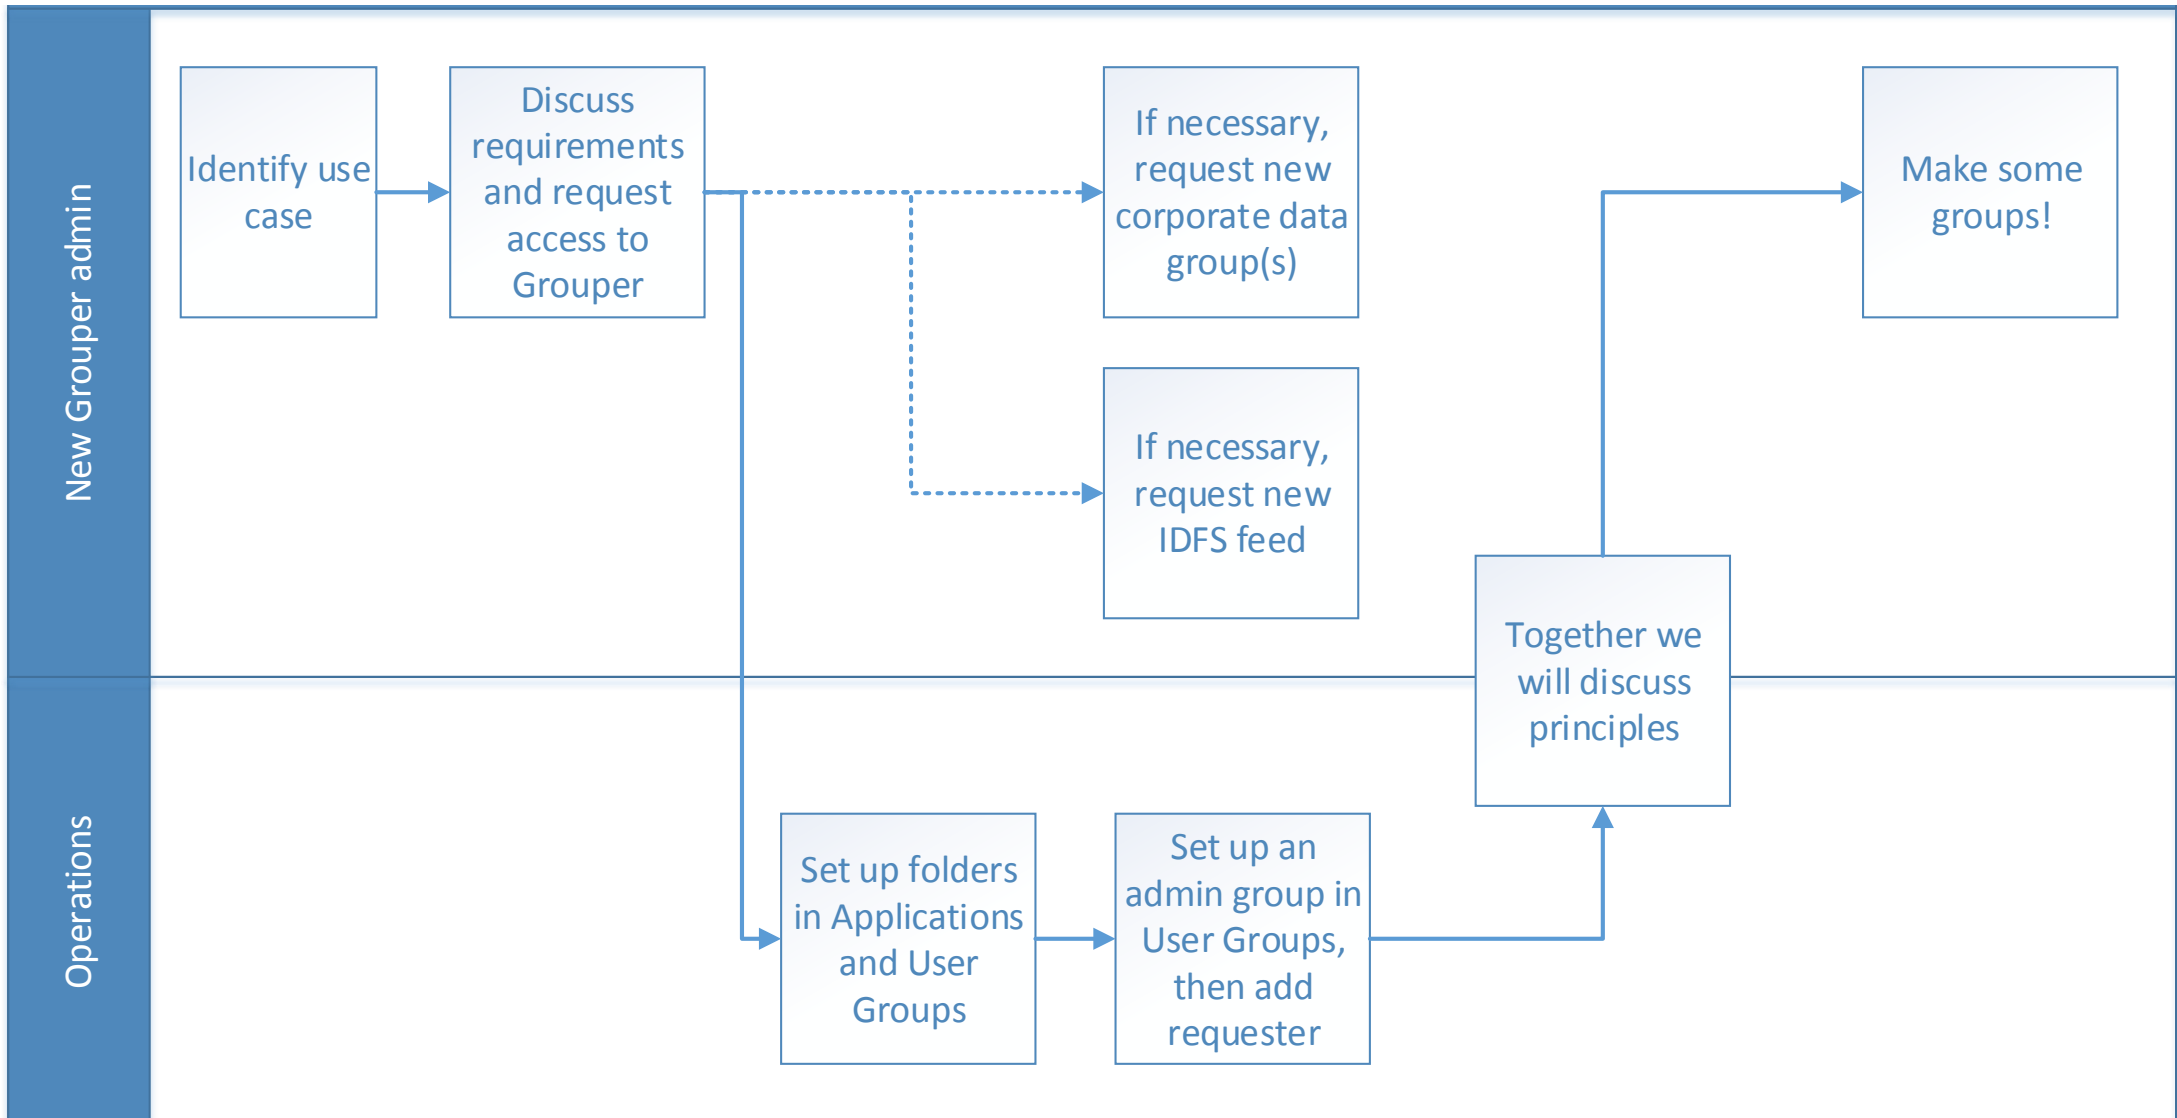 New Grouper admin
Identify use
case
Discuss
requirements
and request
access to
Grouper
If necessary,
request new
corporate data
group(s)
If necessary,
request new
IDFS feed
Make some
groups!
Together we
will discuss
principles
Operations
Set up folders
in Applications
and User
Groups
Set up an
admin group in
User Groups,
then add
requester